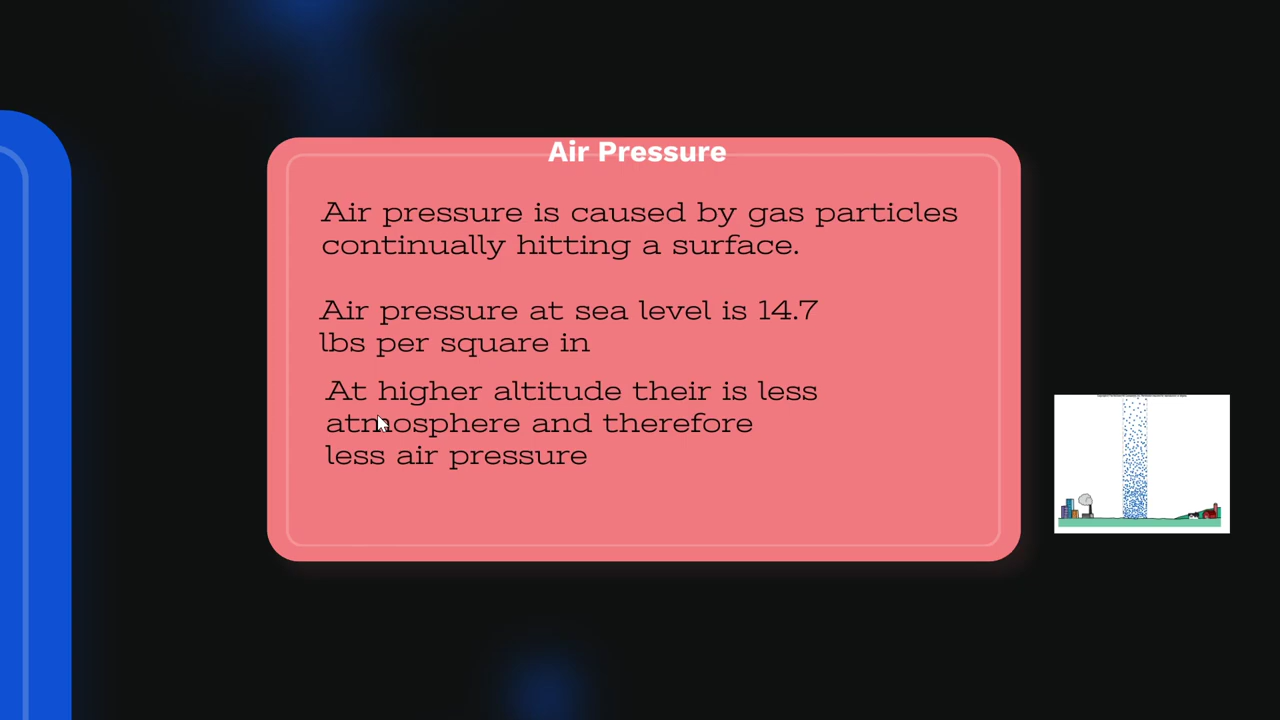 Air Pressure
Air pressure is caused by gas particles
continually hitting a surface.
Air pressure at sea level is 14.7
lbs per square in
At higher altitude their is less
atmosphere and therefore
less air pressure